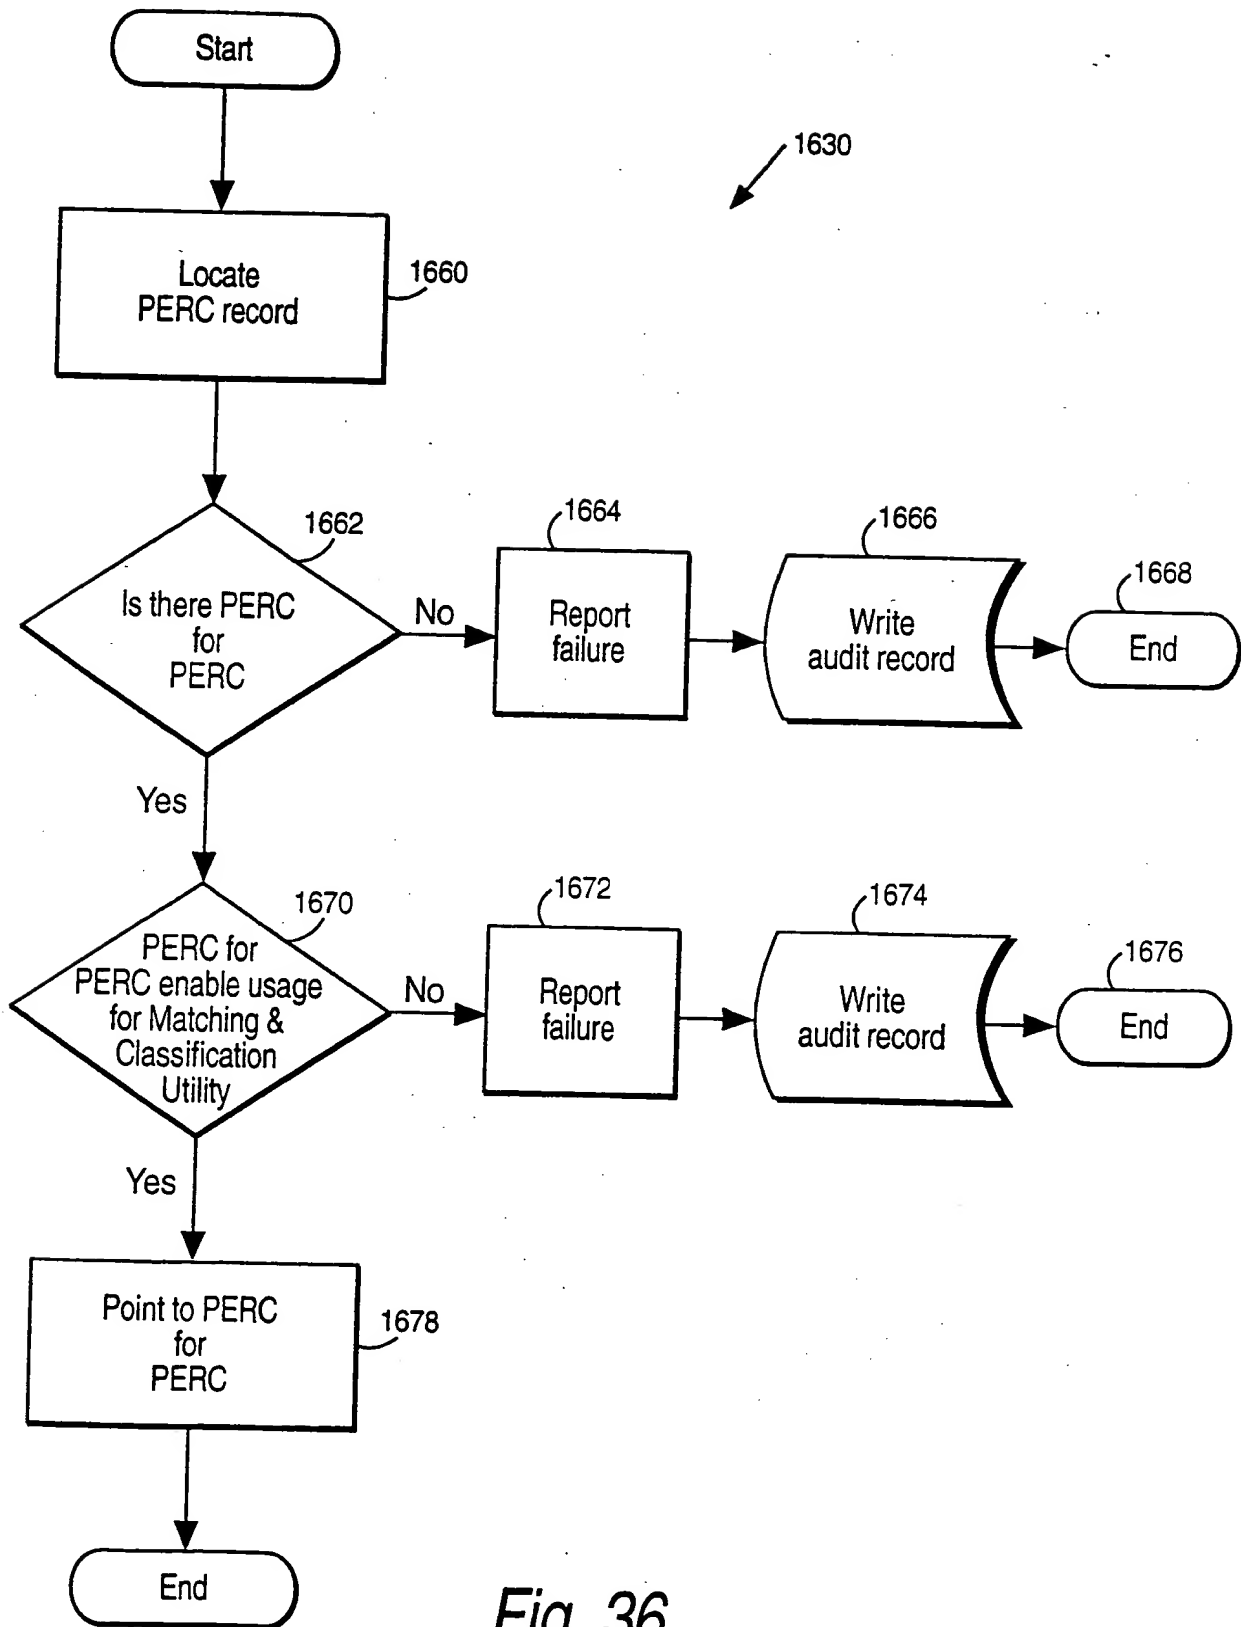 Start
1630
Locate
PERC record
1660
Is there PERC
for
PERC
1662
No
Report
failure
1664
Write
audit record
1666
End
1668
Yes
PERC for
PERC enable usage
for Matching &
Classification
Utility
1670
No
Report
failure
1672
Write
audit record
1674
End
1676
Yes
Point to PERC
for
PERC
1678
End
Fig. 36